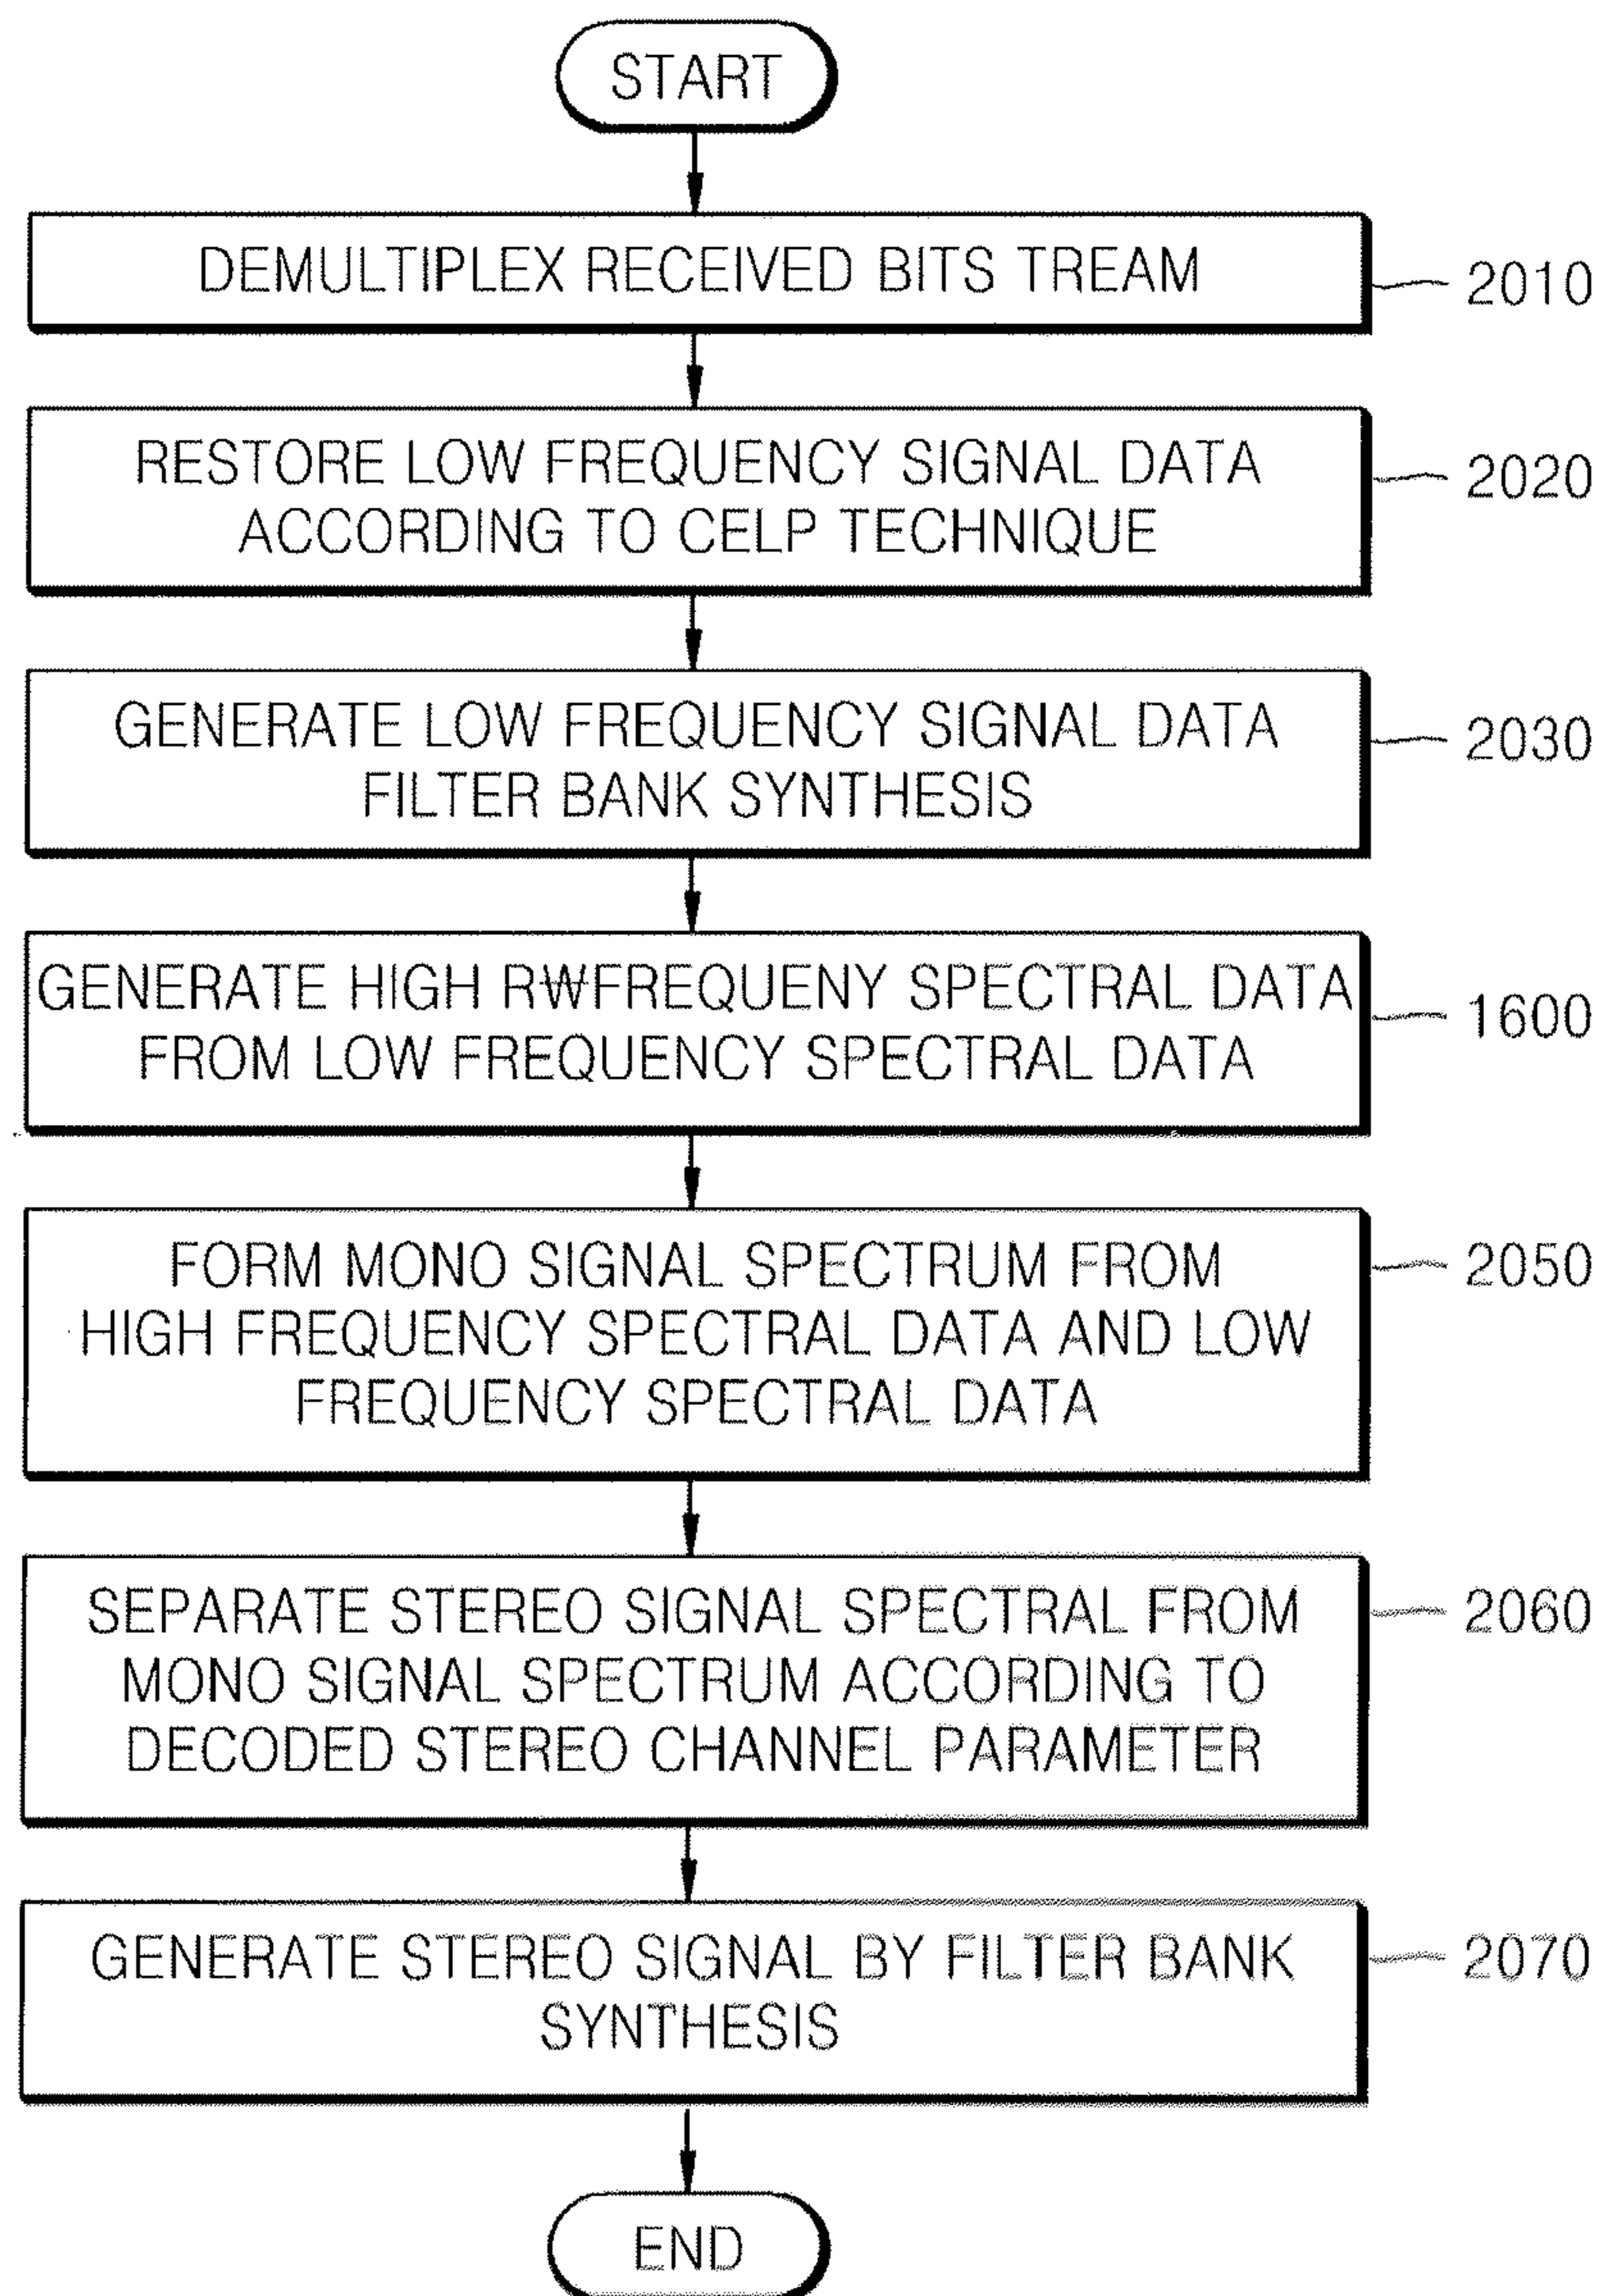 START
DEMULTIPLEX RECEIVED BITS TREAM
2010
RESTORE LOW FREQUENCY SIGNAL DATA
ACCORDING TO CELP TECHNIQUE
2020
GENERATE LOW FREQUENCY SIGNAL DATA
FILTER BANK SYNTHESIS
2030
GENERATE HIGH RWFREQUENY SPECTRAL DATA
FROM LOW FREQUENCY SPECTRAL DATA
1600
FORM MONO SIGNAL SPECTRUM FROM
HIGH FREQUENCY SPECTRAL DATA AND LOW
FREQUENCY SPECTRAL DATA
2050
SEPARATE STEREO SIGNAL SPECTRAL FROM
MONO SIGNAL SPECTRUM ACCORDING TO
DECODED STEREO CHANNEL PARAMETER
2060
GENERATE STEREO SIGNAL BY FILTER BANK
SYNTHESIS
2070
END